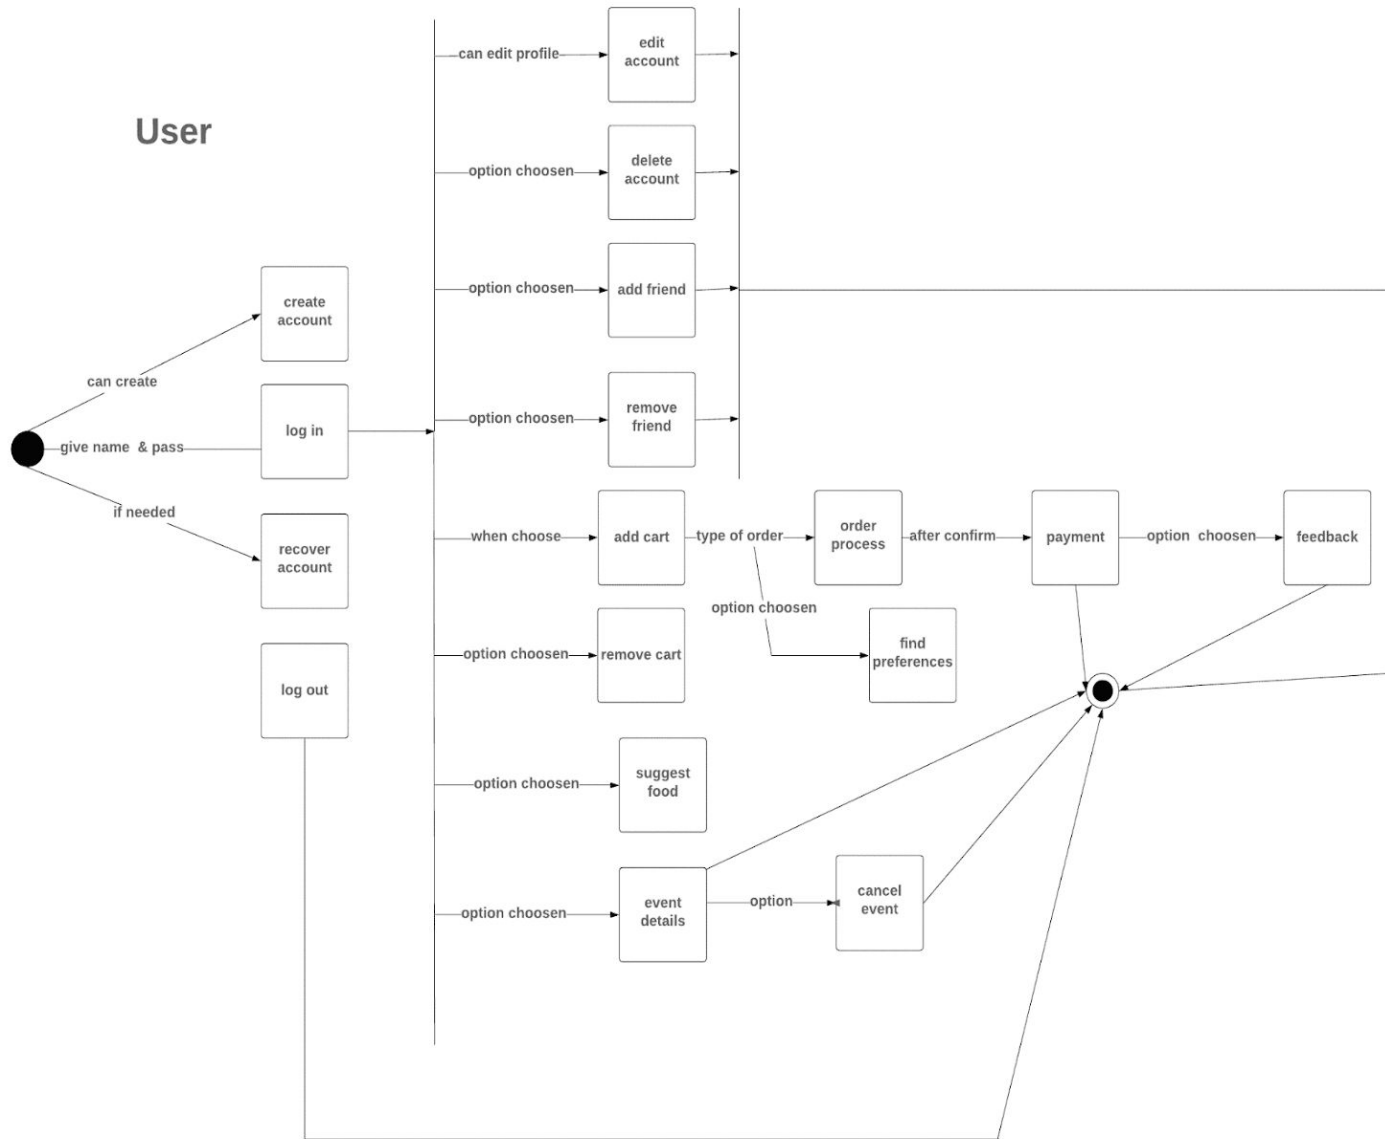 User
can edit profile
edit
account
option choosen
delete
account
option choosen
add friend
option choosen
remove
friend
create
account
can create
log in
give name & pass
if needed
recover
account
log out
when choose
add cart
type of order
order
process
after confirm
payment
option choosen
feedback
option choosen
find
preferences
option choosen
remove cart
option choosen
suggest
food
option choosen
event
details
option
cancel
event